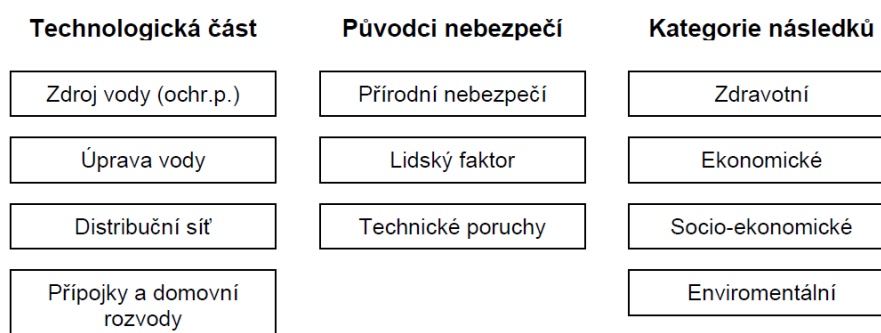 Technologická část
Původci nebezpečí
Kategorie následků
Zdroj vody (ochr.p.)
Přírodní nebezpečí
Zdravotní
Úprava vody
Lidský faktor
Ekonomické
Distribuční síť
Technické poruchy
Socio-ekonomické
Přípojky a domovní
rozvody
Enviromentální